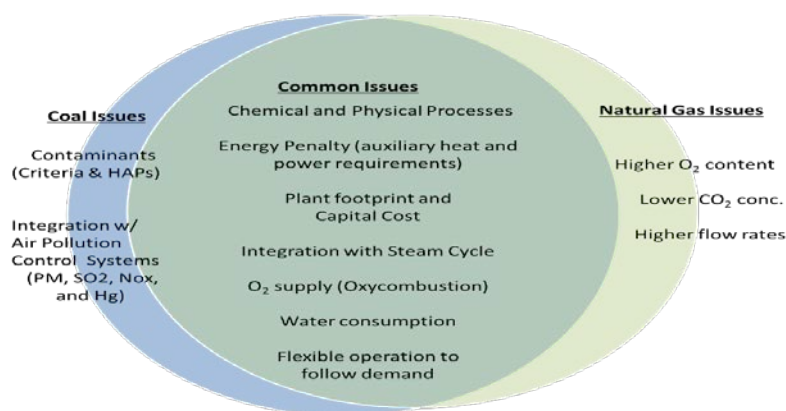 Coal Issues
Contaminants
(Criteria & HAPs)
Integration w/
Air Pollution
Control Systems
(PM, SO2, Nox,
and Hg)
Common Issues
Chemical and Physical Processes
Energy Penalty (auxiliary heat and
power requirements)
Plant footprint and
Capital Cost
Integration with Steam Cycle
O₂ supply (Oxycombustion)
Water consumption
Flexible operation to
follow demand
Natural Gas Issues
Higher O₂ content
Lower CO₂ conc.
Higher flow rates